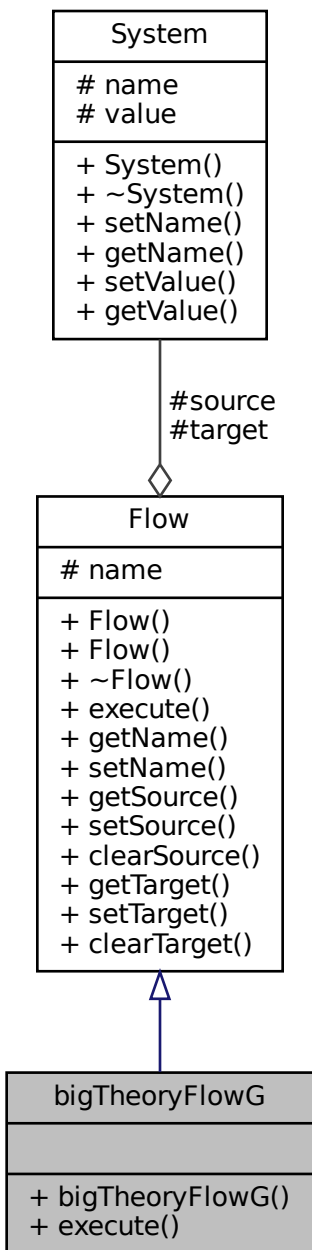 System
# name
# value
+ System()
+ ~System()
+ setName()
+ getName()
+ setValue()
+ getValue()
#source
#target
Flow
# name
+ Flow()
+ Flow()
+ ~Flow()
+ execute()
+ getName()
+ setName()
+ getSource()
+ setSource()
+ clearSource()
+ getTarget()
+ setTarget()
+ clearTarget()
bigTheoryFlowG
+ bigTheoryFlowG()
+ execute()